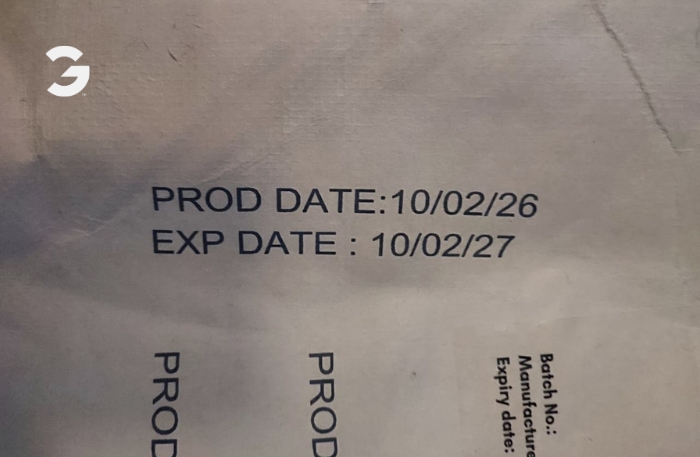 G
PROD DATE:10/02/26
EXP DATE : 10/02/27
PROD
PROD
Batch No.:
Manufacture
Expiry date: